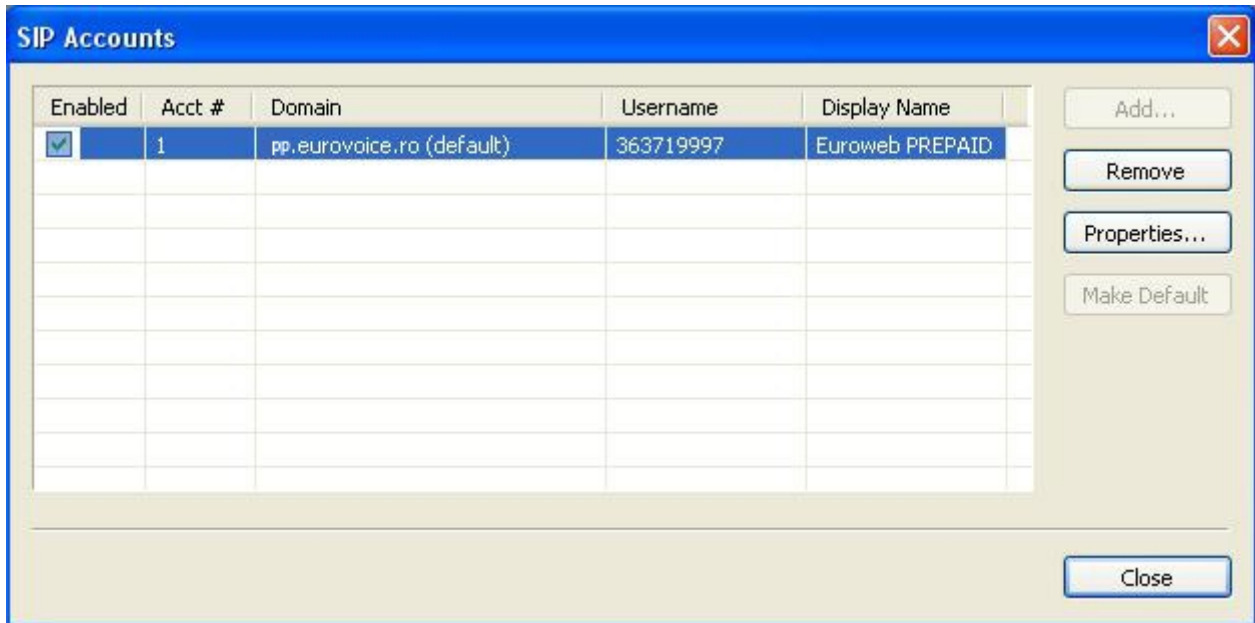 SIP Accounts
Enabled Acct # Domain Username Display Name
1 pp.eurovoice.ro (default) 363719997 Euroweb PREPAID
Add...
Remove
Properties...
Make Default
Close